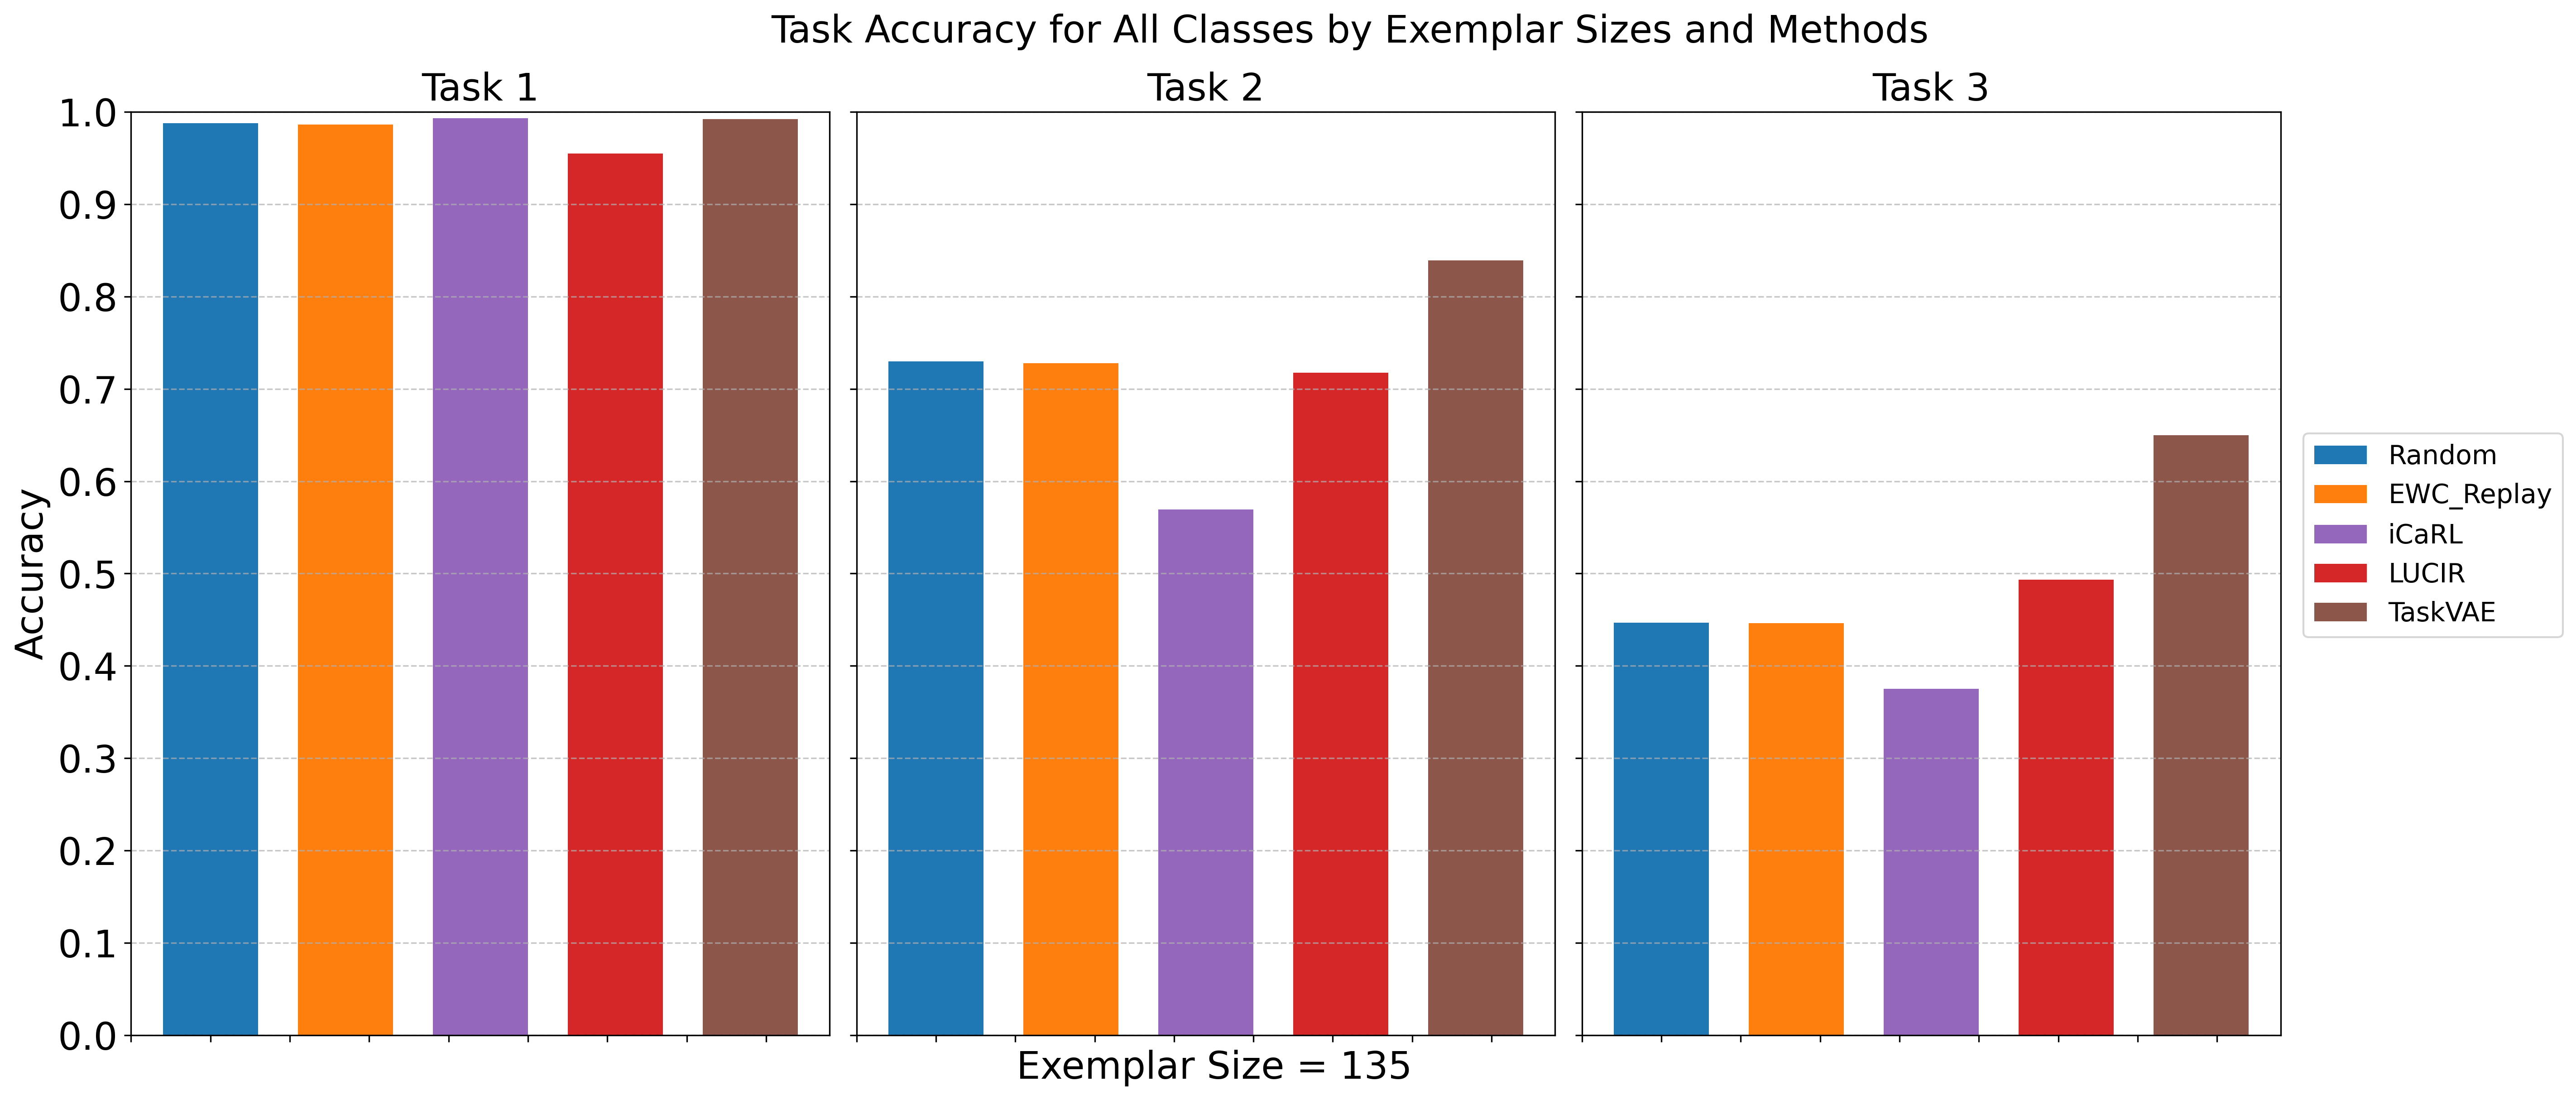 Task Accuracy for All Classes by Exemplar Sizes and Methods
Task 1
Task 2
Task 3
1.0
0.9
0.8
0.7
0.6
0.5
0.4
0.3
0.2
0.1
0.0
Accuracy
Exemplar Size = 135
Random
EWC_Replay
iCaRL
LUCIR
TaskVAE